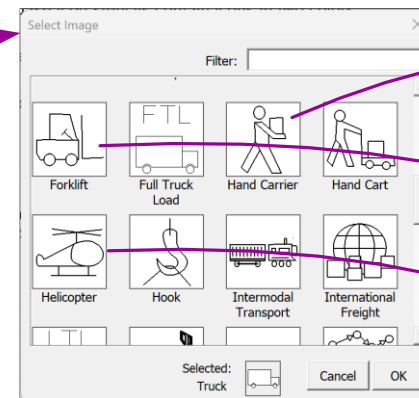 Select Image
Filter:
FTL
Forklift
Full Truck
Load
Hand Carrier
Hand Cart
Helicopter
Hook
Intermodal
Transport
International
Freight
LTL
Selected:
Truck
Cancel
OK